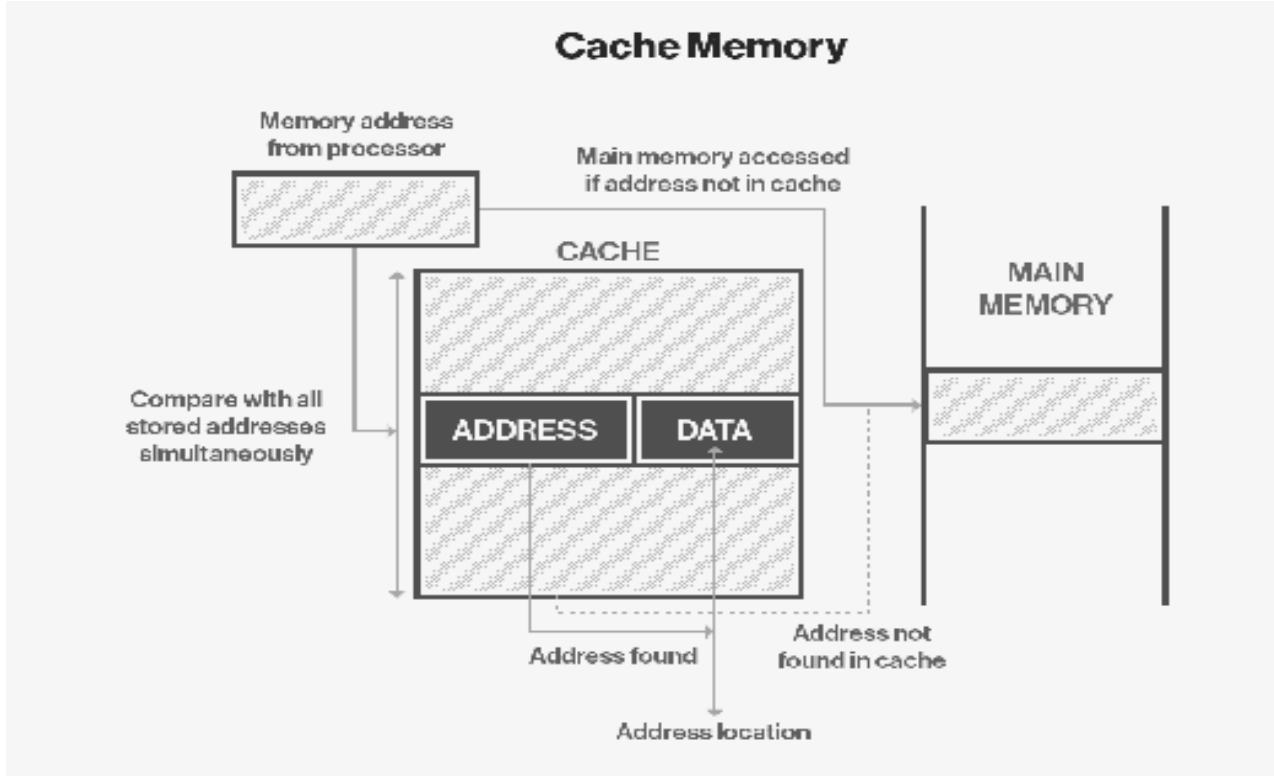 Cache Memory
Memory address
from processor
Main memory accessed
if address not in cache
CACHE
MAIN
MEMORY
Compare with all
stored addresses
simultaneously
ADDRESS
DATA
Address found
Address not
found in cache
Address location